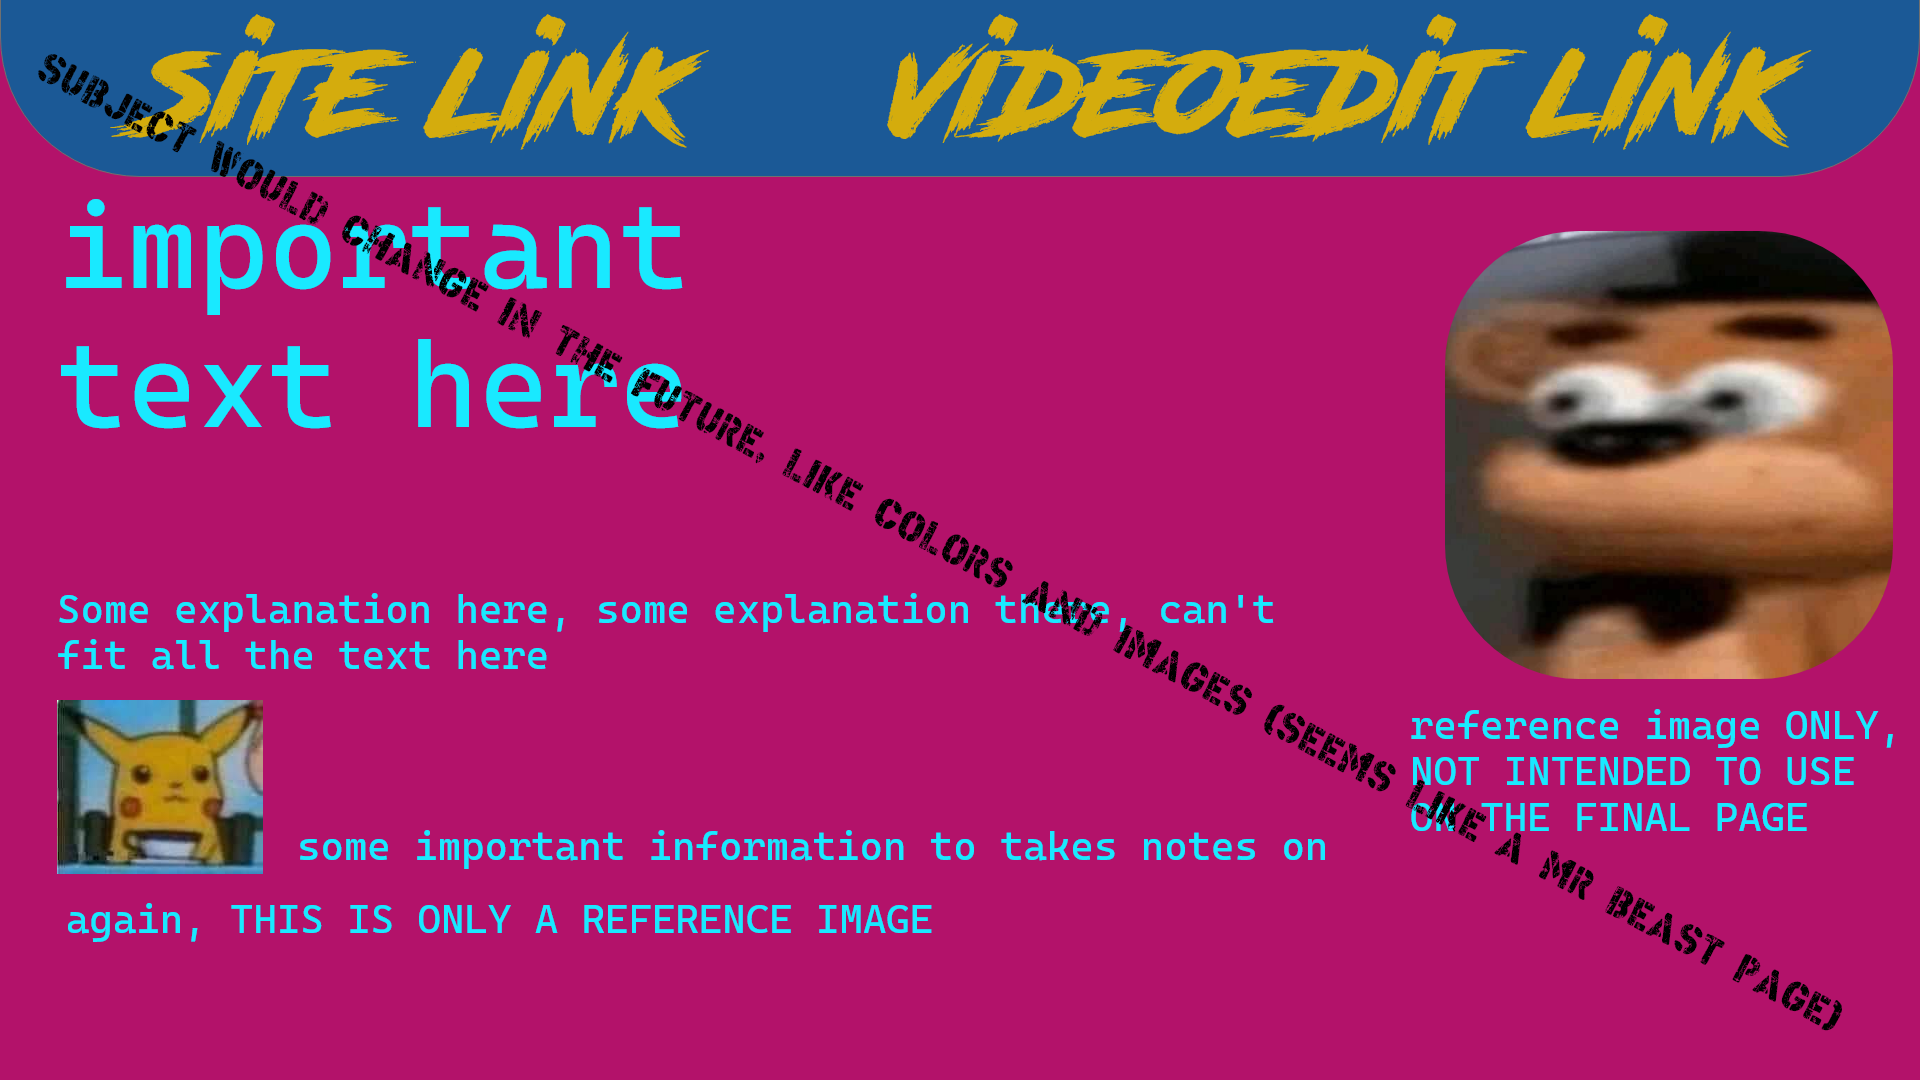 SITE LINK
VIDEOEDIT LINK
SUBJECT WOULD CHANGE IN THE FUTURE, LIKE COLORS AND IMAGES (SEEMS LIKE A MR BEAST PAGE)
important
text here
Some explanation here, some explanation there, can't
fit all the text here
reference image ONLY,
NOT INTENDED TO USE
ON THE FINAL PAGE
some important information to takes notes on
again, THIS IS ONLY A REFERENCE IMAGE